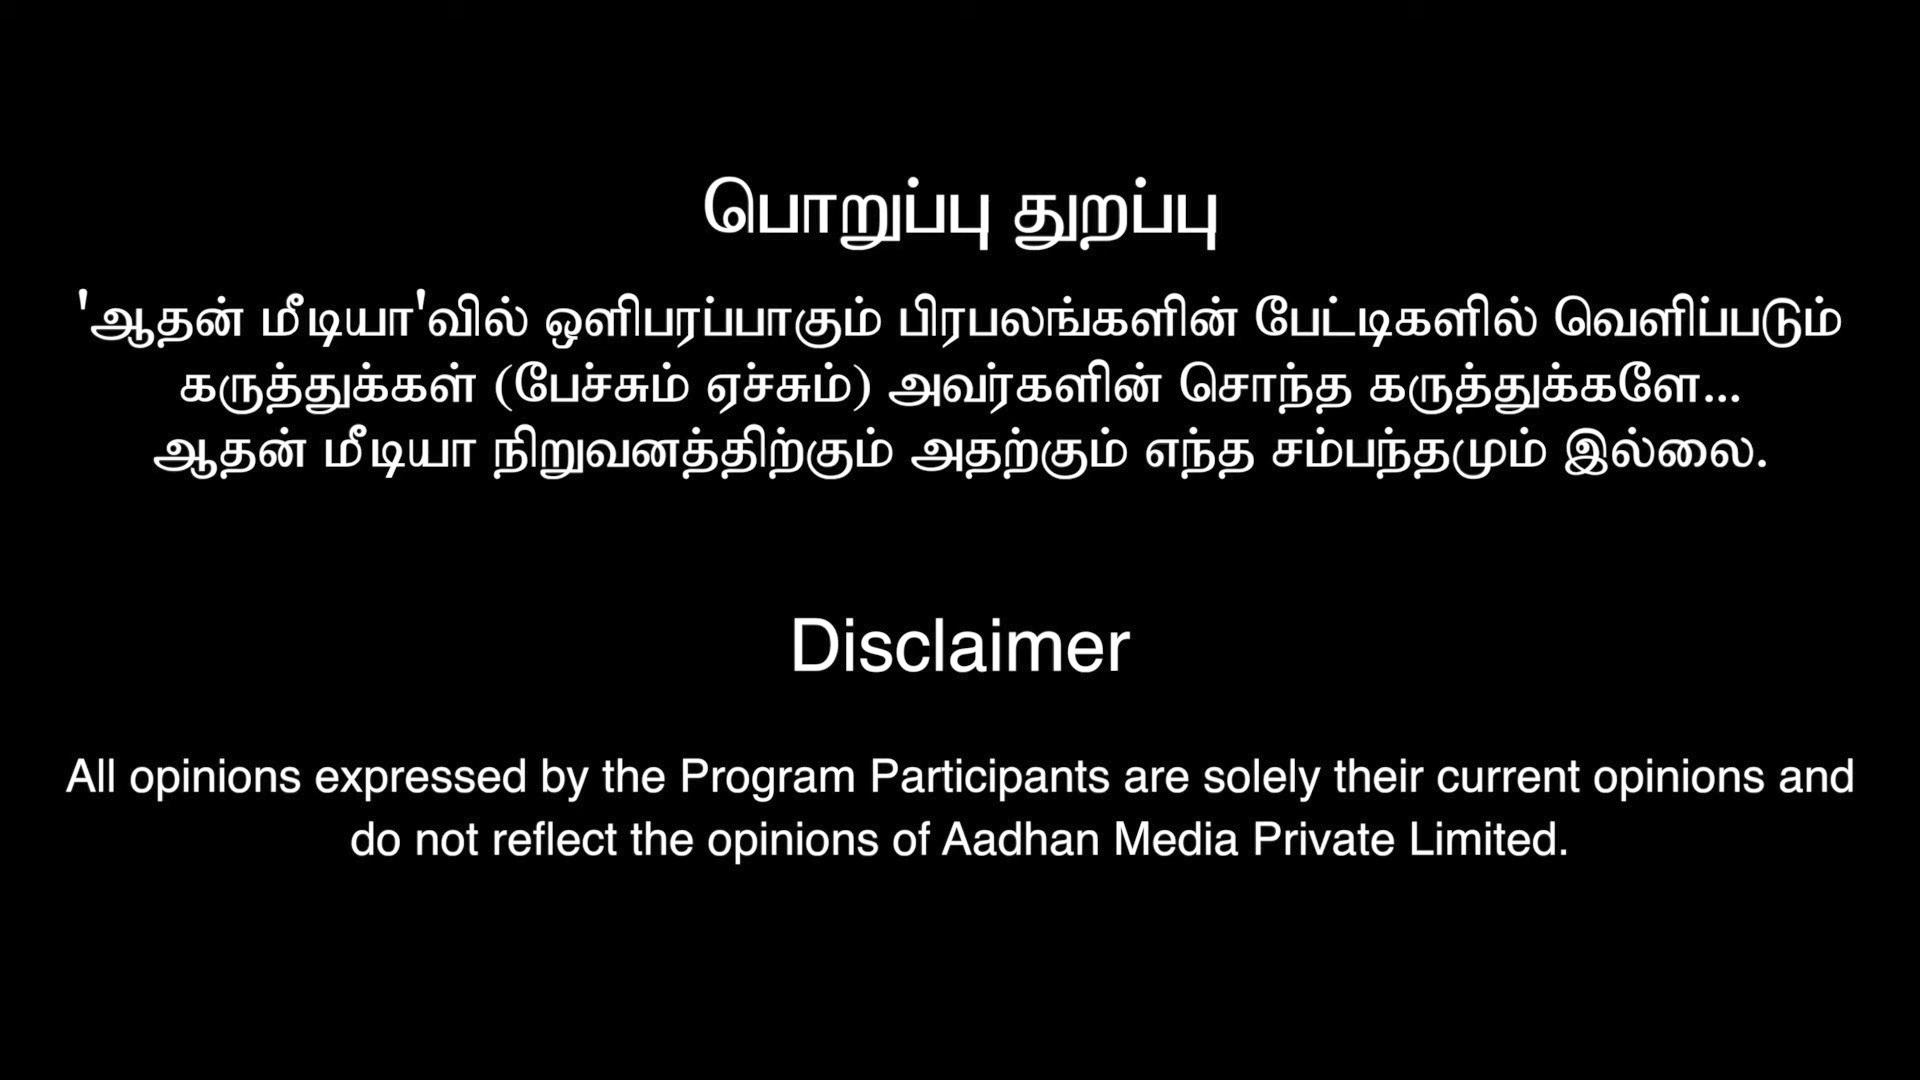 பொறுப்பு துறப்பு
'ஆதன் மீடியா'வில் ஒளிபரப்பாகும் பிரபலங்களின் பேட்டிகளில் வெளிப்படும்
கருத்துக்கள் (பேச்சும் ஏச்சும்) அவர்களின் சொந்த கருத்துக்களே...
ஆதன் மீடியா நிறுவனத்திற்கும் அதற்கும் எந்த சம்பந்தமும் இல்லை.
Disclaimer
All opinions expressed by the Program Participants are solely their current opinions and
do not reflect the opinions of Aadhan Media Private Limited.